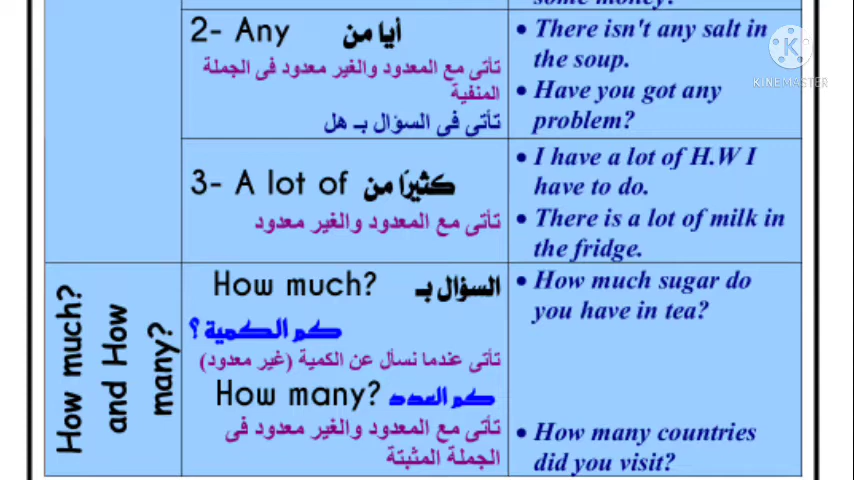 some money?
2- Any أيا من
تأتى مع المعدود والغير معدود فى الجملة
المنفية
تأتى فى السؤال بـ هل
• There isn't any salt in
the soup.
• Have you got any
problem?
3- A lot of كثيرًا من
تأتى مع المعدود والغير معدود
• I have a lot of H.W I
have to do.
• There is a lot of milk in
the fridge.
How much?
and How
many?
How much? السؤال بـ
كم الكمية ؟
تأتى عندما نسأل عن الكمية (غير معدود)
How many? كم العدد
تأتى مع المعدود والغير معدود فى
الجملة المثبتة
• How much sugar do
you have in tea?
• How many countries
did you visit?
KINEMASTER